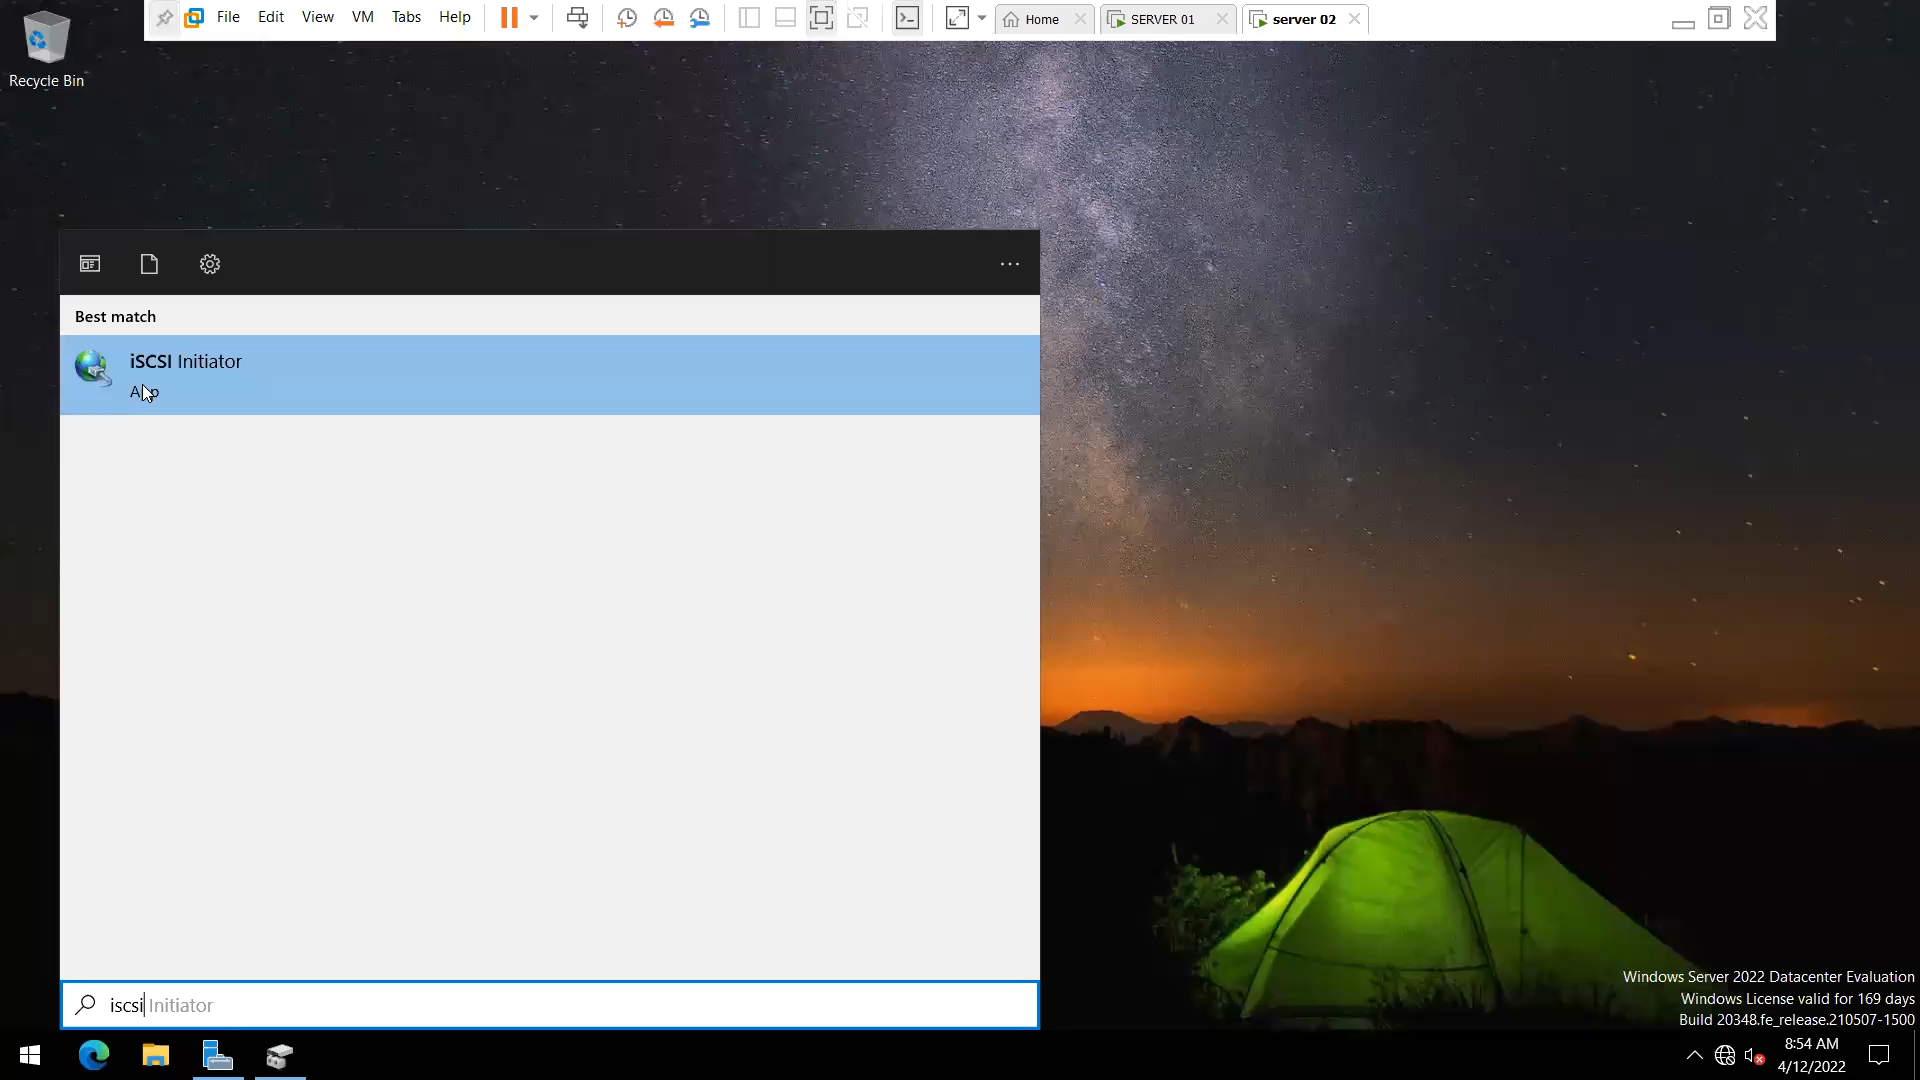 File Edit View VM Tabs Help
Home
SERVER 01
server 02
Recycle Bin
Best match
iSCSI Initiator
App
iscsi Initiator
Windows Server 2022 Datacenter Evaluation
Windows License valid for 169 days
Build 20348.fe_release.210507-1500
8:54 AM
4/12/2022